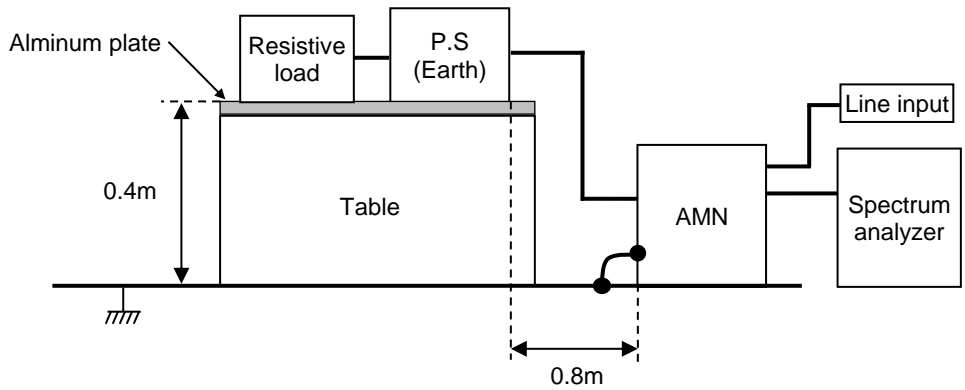 Alminum plate
Resistive
load
P.S
(Earth)
Line input
0.4m
Table
AMN
Spectrum
analyzer
0.8m